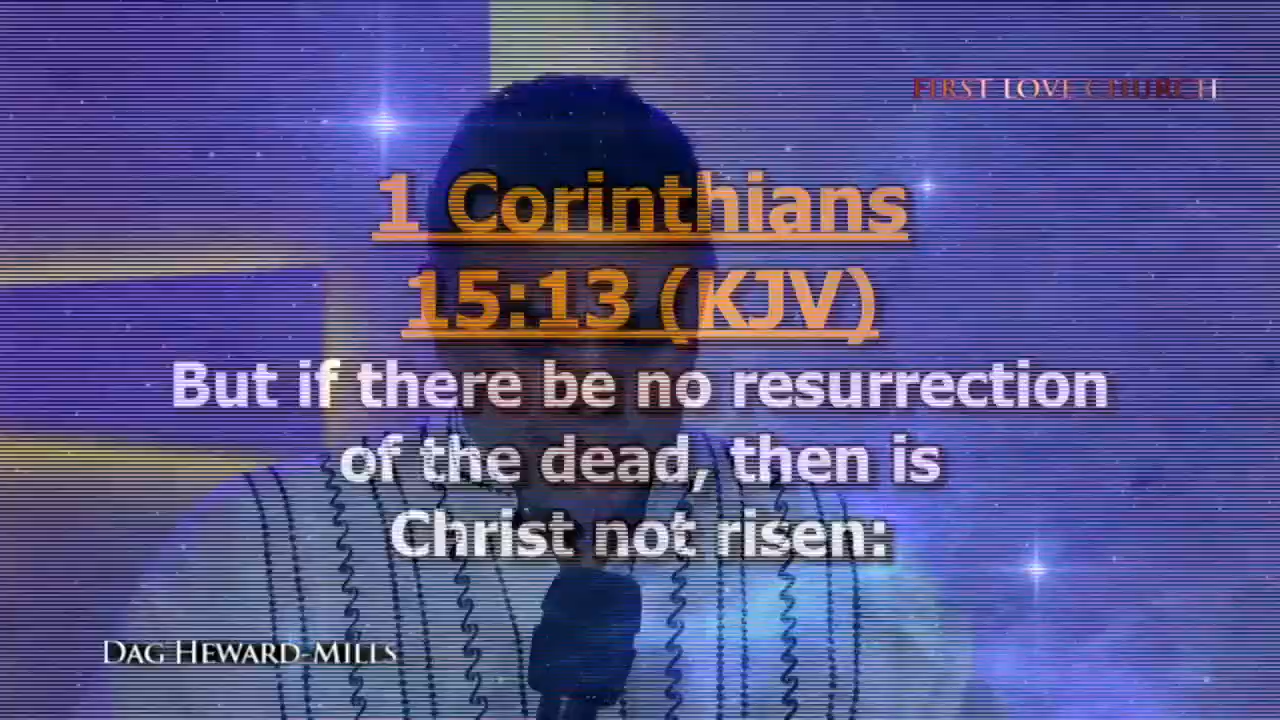 FIRST LOVE CHURCH
1 Corinthians
15:13 (KJV)
But if there be no resurrection
of the dead, then is
Christ not risen:
DAG HEWARD-MILLS